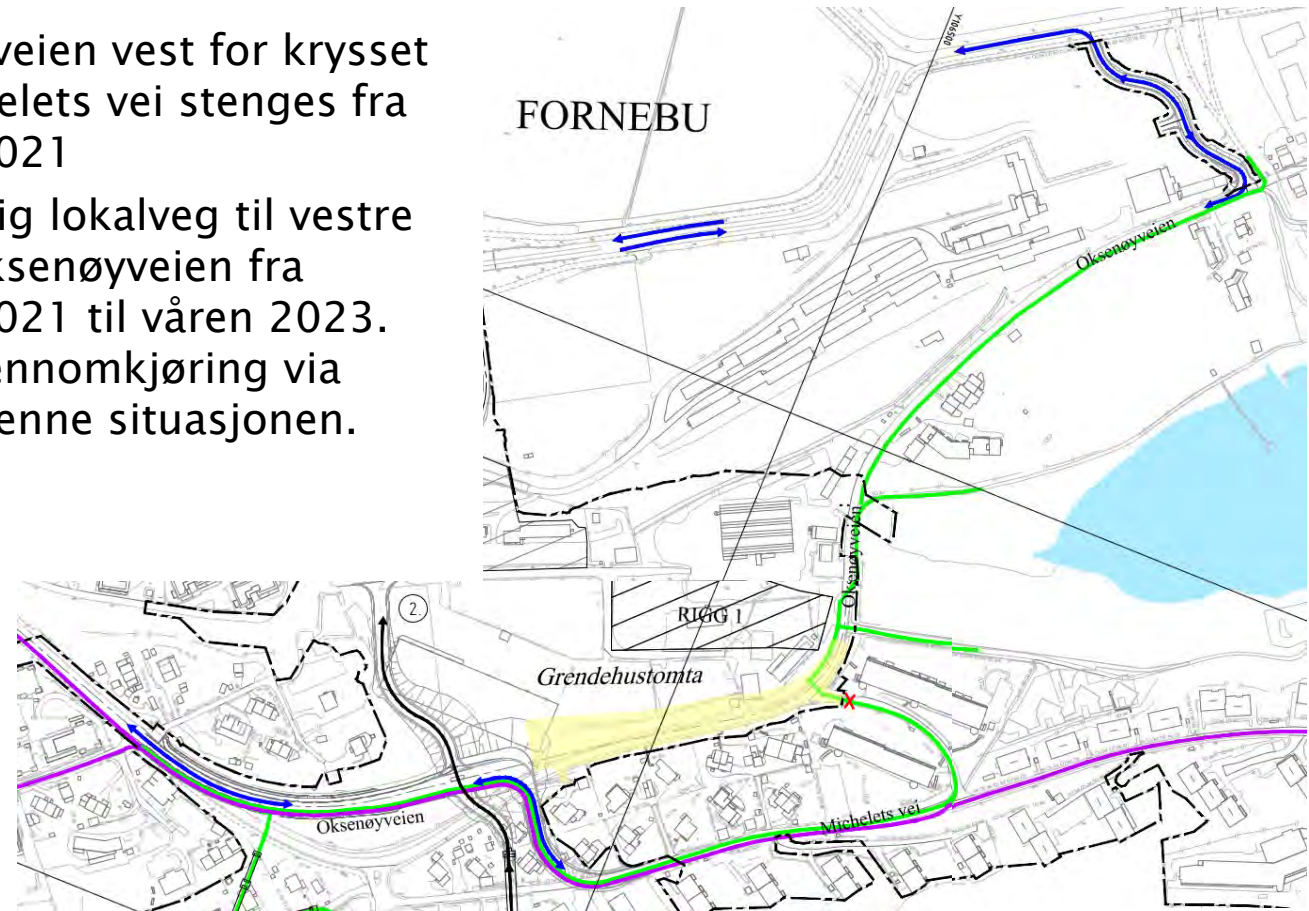 veien vest for krysset
elets vei stenges fra
021
ig lokalveg til vestre
ksenøyveien fra
021 til våren 2023.
ennomkjøring via
enne situasjonen.
Y106500
FORNEBU
Oksenøyveien
Oksenøyveien
RIGG 1
2.
Grendehustomta
Oksenøyveien
Michelets vei
X